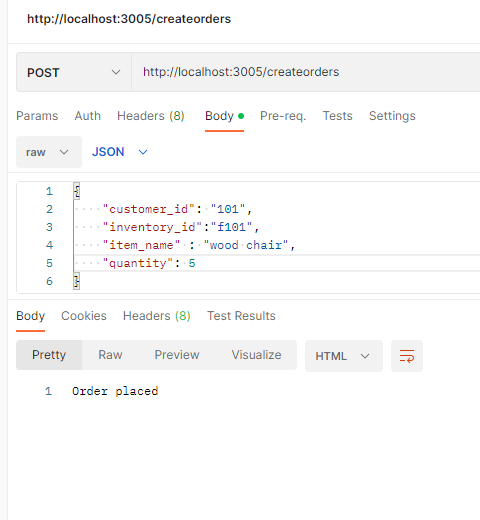 http://localhost:3005/createorders
POST http://localhost:3005/createorders
Params Auth Headers (8) Body Pre-req. Tests Settings
raw JSON
1 {
2 "customer_id": "101",
3 "inventory_id":"f101",
4 "item_name" : "wood chair",
5 "quantity": 5
6 }
Body Cookies Headers (8) Test Results
Pretty Raw Preview Visualize HTML
1 Order placed